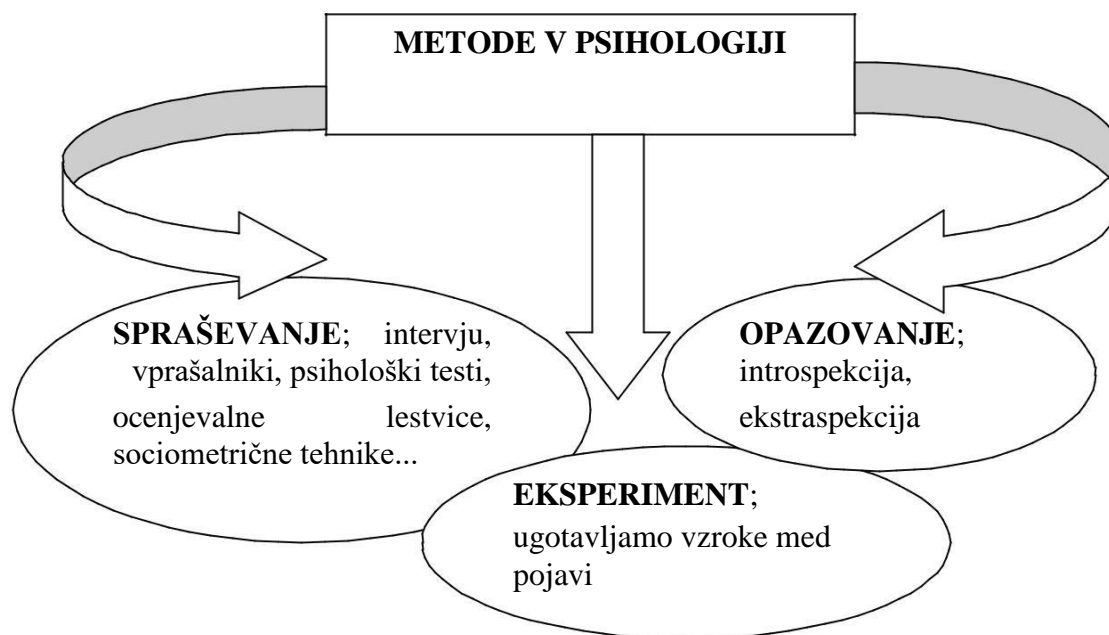 METODE V PSIHOLOGIJI
SPRAŠEVANJE; intervju,
vprašalniki, psihološki testi,
ocenjevalne lestvice,
sociometrične tehnike...
OPAZOVANJE;
introspekcija,
ekstraspekcija
EKSPERIMENT;
ugotavljamo vzroke med
pojavi